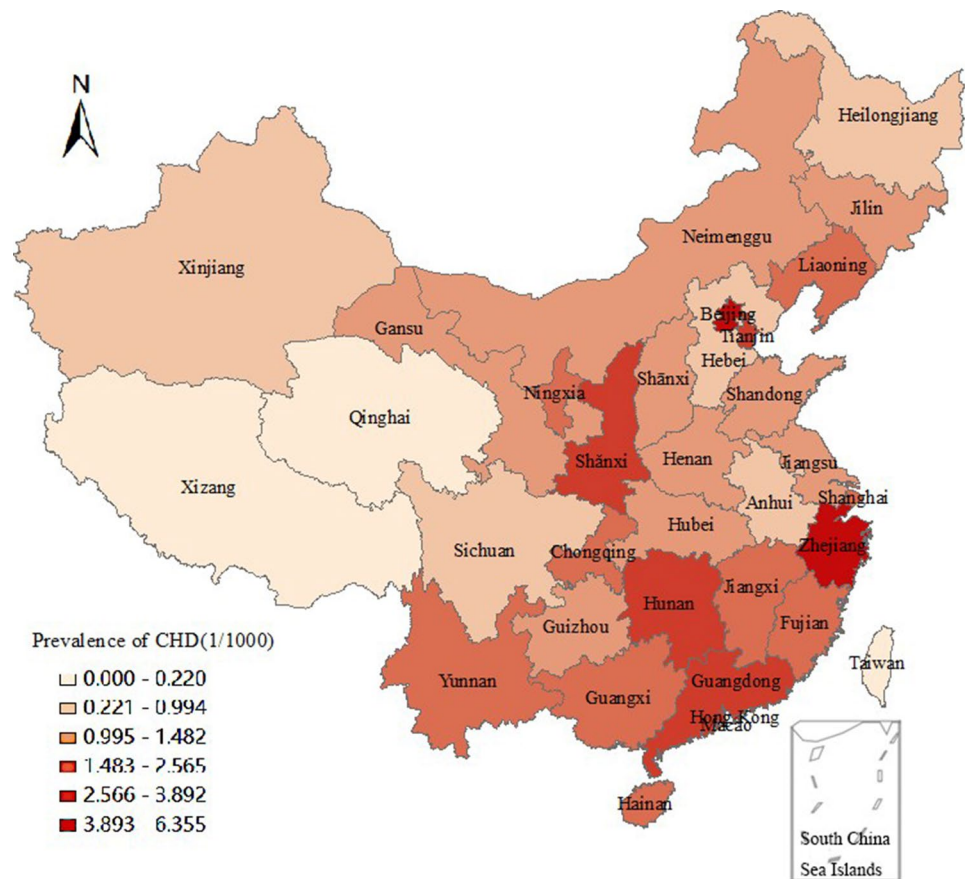 N
Heilongjiang
Jilin
Neimenggu
Liaoning
Xinjiang
Beijing
Gansu
Tianjin
Hebei
Shānxi
Ningxia
Shandong
Qinghai
Shǎnxi
Henan
Jiangsu
Xizang
Anhui
Shanghai
Hubei
Sichuan
Chongqing
Zhejiang
Hunan
Jiangxi
Guizhou
Fujian
Prevalence of CHD(1/1000)
Taiwan
0.000 - 0.220
Yunnan
Guangxi
Guangdong
0.221 - 0.994
Hong Kong
Macao
0.995 - 1.482
1.483 - 2.565
2.566 - 3.892
Hainan
3.893 - 6.355
South China
Sea Islands